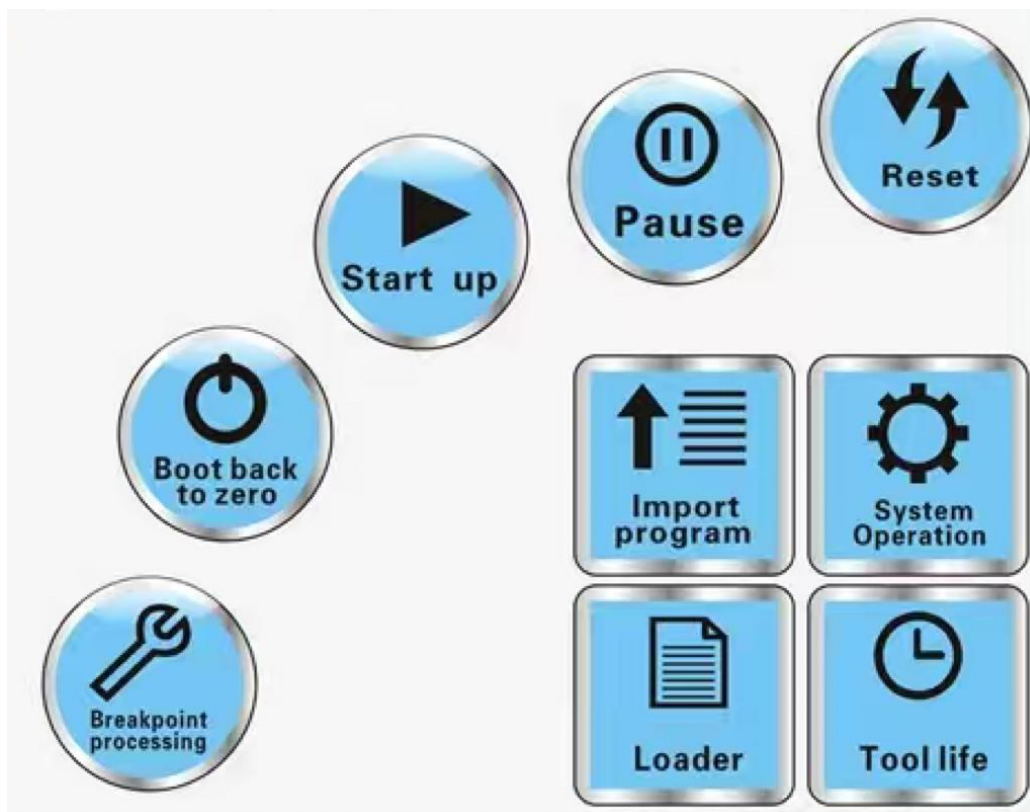 Reset
Pause
Start up
Boot back
to zero
Breakpoint
processing
Import
program
System
Operation
Loader
Tool life